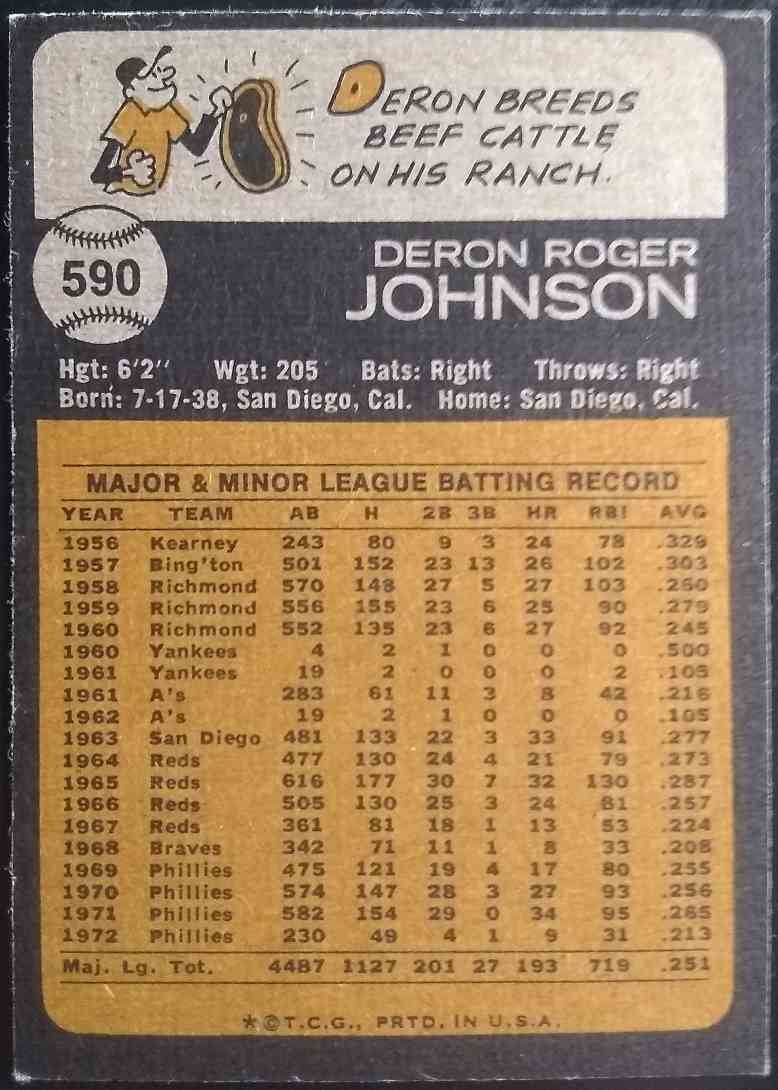 DERON BREEDS
BEEF CATTLE
ON HIS RANCH.
590
DERON ROGER
JOHNSON
Hgt: 6'2" Wgt: 205 Bats: Right Throws: Right
Born: 7-17-38, San Diego, Cal. Home: San Diego, Cal.
MAJOR & MINOR LEAGUE BATTING RECORD
YEAR TEAM AB H 2B 3B HR RBI AVG
1956 Kearney 243 80 9 3 24 78 .329
1957 Bing'ton 501 152 23 13 26 102 .303
1958 Richmond 570 148 27 5 27 103 .260
1959 Richmond 556 155 23 6 25 90 .279
1960 Richmond 552 135 23 6 27 92 .245
1960 Yankees 4 2 1 0 0 0 .500
1961 Yankees 19 2 0 0 0 2 .105
1961 A's 283 61 11 3 8 42 .216
1962 A's 19 2 1 0 0 0 .105
1963 San Diego 481 133 22 3 33 91 .277
1964 Reds 477 130 24 4 21 79 .273
1965 Reds 616 177 30 7 32 130 .287
1966 Reds 505 130 25 3 24 81 .257
1967 Reds 361 81 18 1 13 53 .224
1968 Braves 342 71 11 1 8 33 .208
1969 Phillies 475 121 19 4 17 80 .255
1970 Phillies 574 147 28 3 27 93 .256
1971 Phillies 582 154 29 0 34 95 .265
1972 Phillies 230 49 4 1 9 31 .213
Maj. Lg. Tot. 4487 1127 201 27 193 719 .251
*©T.C.G., PRTD. IN U.S.A.